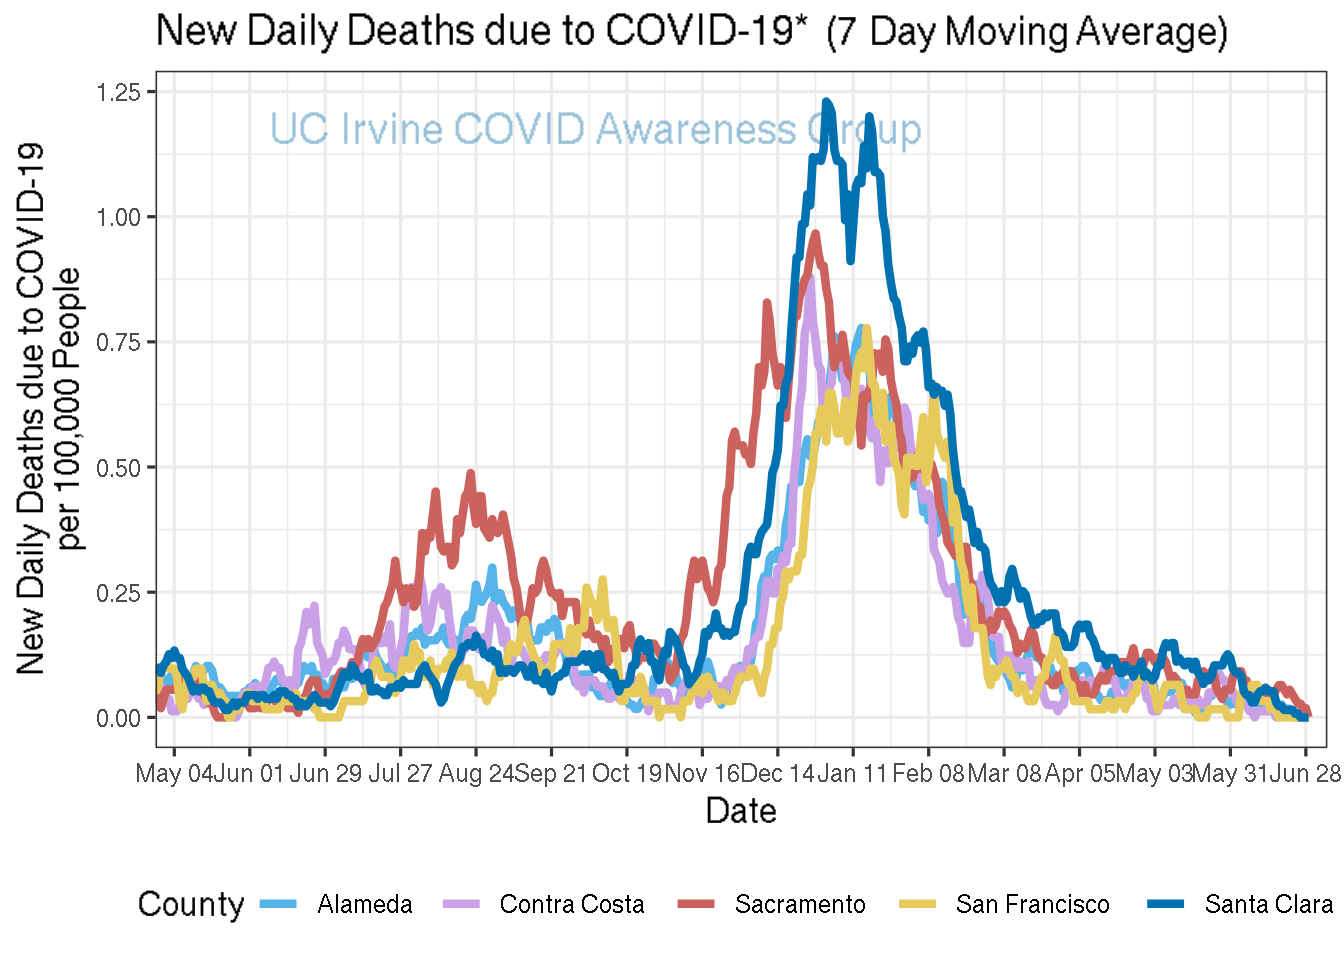 New Daily Deaths due to COVID-19* (7 Day Moving Average)
UC Irvine COVID Awareness Group
New Daily Deaths due to COVID-19
per 100,000 People
1.25
1.00
0.75
0.50
0.25
0.00
May 04 Jun 01 Jun 29 Jul 27 Aug 24 Sep 21 Oct 19 Nov 16 Dec 14 Jan 11 Feb 08 Mar 08 Apr 05 May 03 May 31 Jun 28
Date
County Alameda Contra Costa Sacramento San Francisco Santa Clara